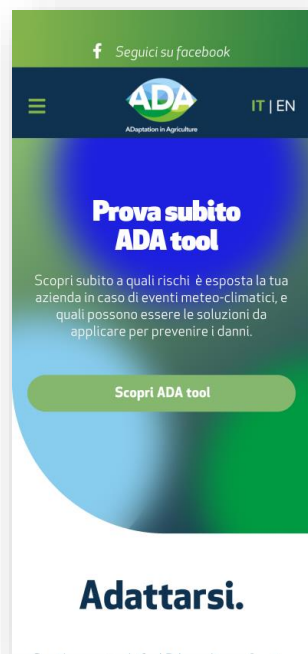 Seguici su facebook
ADA
ADaptation in Agriculture
IT | EN
Prova subito
ADA tool
Scopri subito a quali rischi è esposta la tua
azienda in caso di eventi meteo-climatici, e
quali possono essere le soluzioni da
applicare per prevenire i danni.
Scopri ADA tool
Adattarsi.